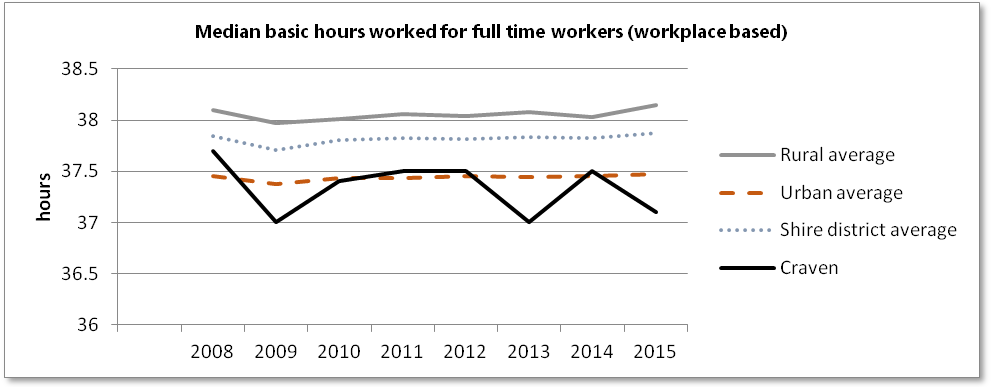 Median basic hours worked for full time workers (workplace based)
hours
38.5
38
37.5
37
36.5
36
2008 2009 2010 2011 2012 2013 2014 2015
Rural average
Urban average
Shire district average
Craven